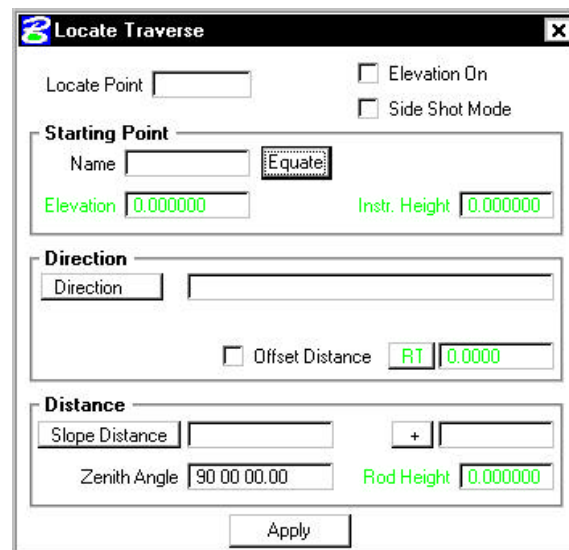 Locate Traverse
Locate Point
Elevation On
Side Shot Mode
Starting Point
Name
Equate
Elevation 0.000000
Instr. Height 0.000000
Direction
Direction
Offset Distance RT 0.0000
Distance
Slope Distance
+
Zenith Angle 90 00 00.00
Rod Height 0.000000
Apply